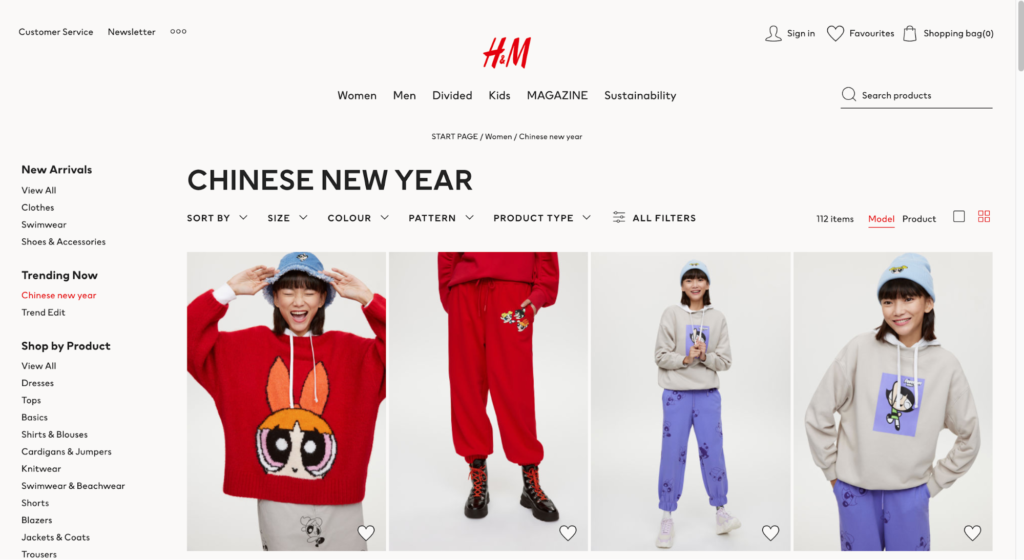 Customer Service Newsletter
H&M
Sign in Favourites Shopping bag(0)
Women Men Divided Kids MAGAZINE Sustainability
Search products
START PAGE / Women / Chinese new year
New Arrivals
View All
Clothes
Swimwear
Shoes & Accessories
Trending Now
Chinese new year
Trend Edit
Shop by Product
View All
Dresses
Tops
Basics
Shirts & Blouses
Cardigans & Jumpers
Knitwear
Swimwear & Beachwear
Shorts
Blazers
Jackets & Coats
Trousers
CHINESE NEW YEAR
SORT BY SIZE COLOUR PATTERN PRODUCT TYPE ALL FILTERS
112 items Model Product